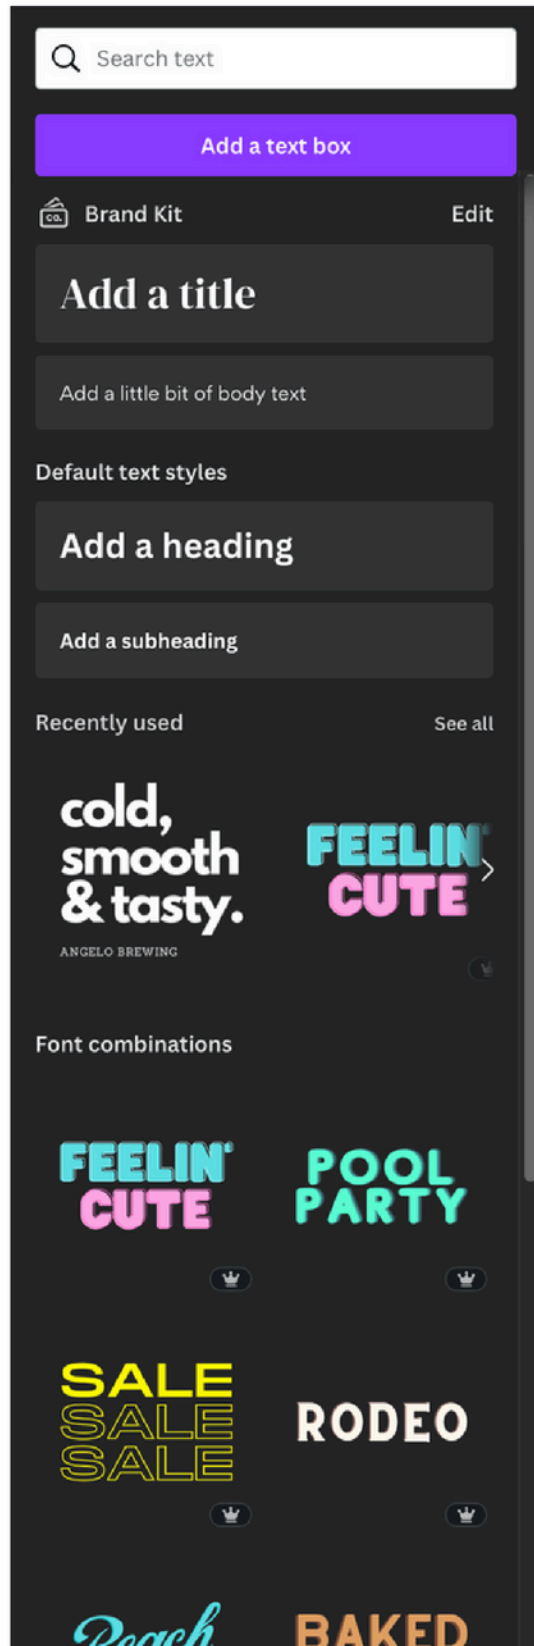 Search text
Add a text box
CO. Brand Kit Edit
Add a title
Add a little bit of body text
Default text styles
Add a heading
Add a subheading
Recently used See all
cold,
smooth
& tasty.
ANGELO BREWING
FEELIN'
CUTE
Font combinations
FEELIN'
CUTE
POOL
PARTY
SALE
SALE
SALE
RODEO
Peach
BAKED